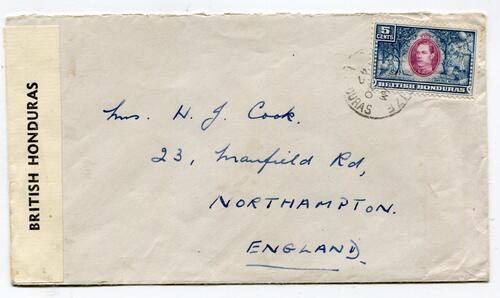 BRITISH HONDURAS
5
CENTS
BRITISH HONDURAS
Mrs. H. J. Cook.
23, Manfield Rd,
NORTHAMPTON.
ENGLAND.